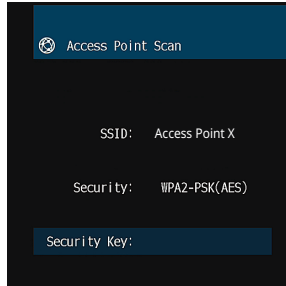 Access Point Scan
SSID: Access Point X
Security: WPA2-PSK(AES)
Security Key: